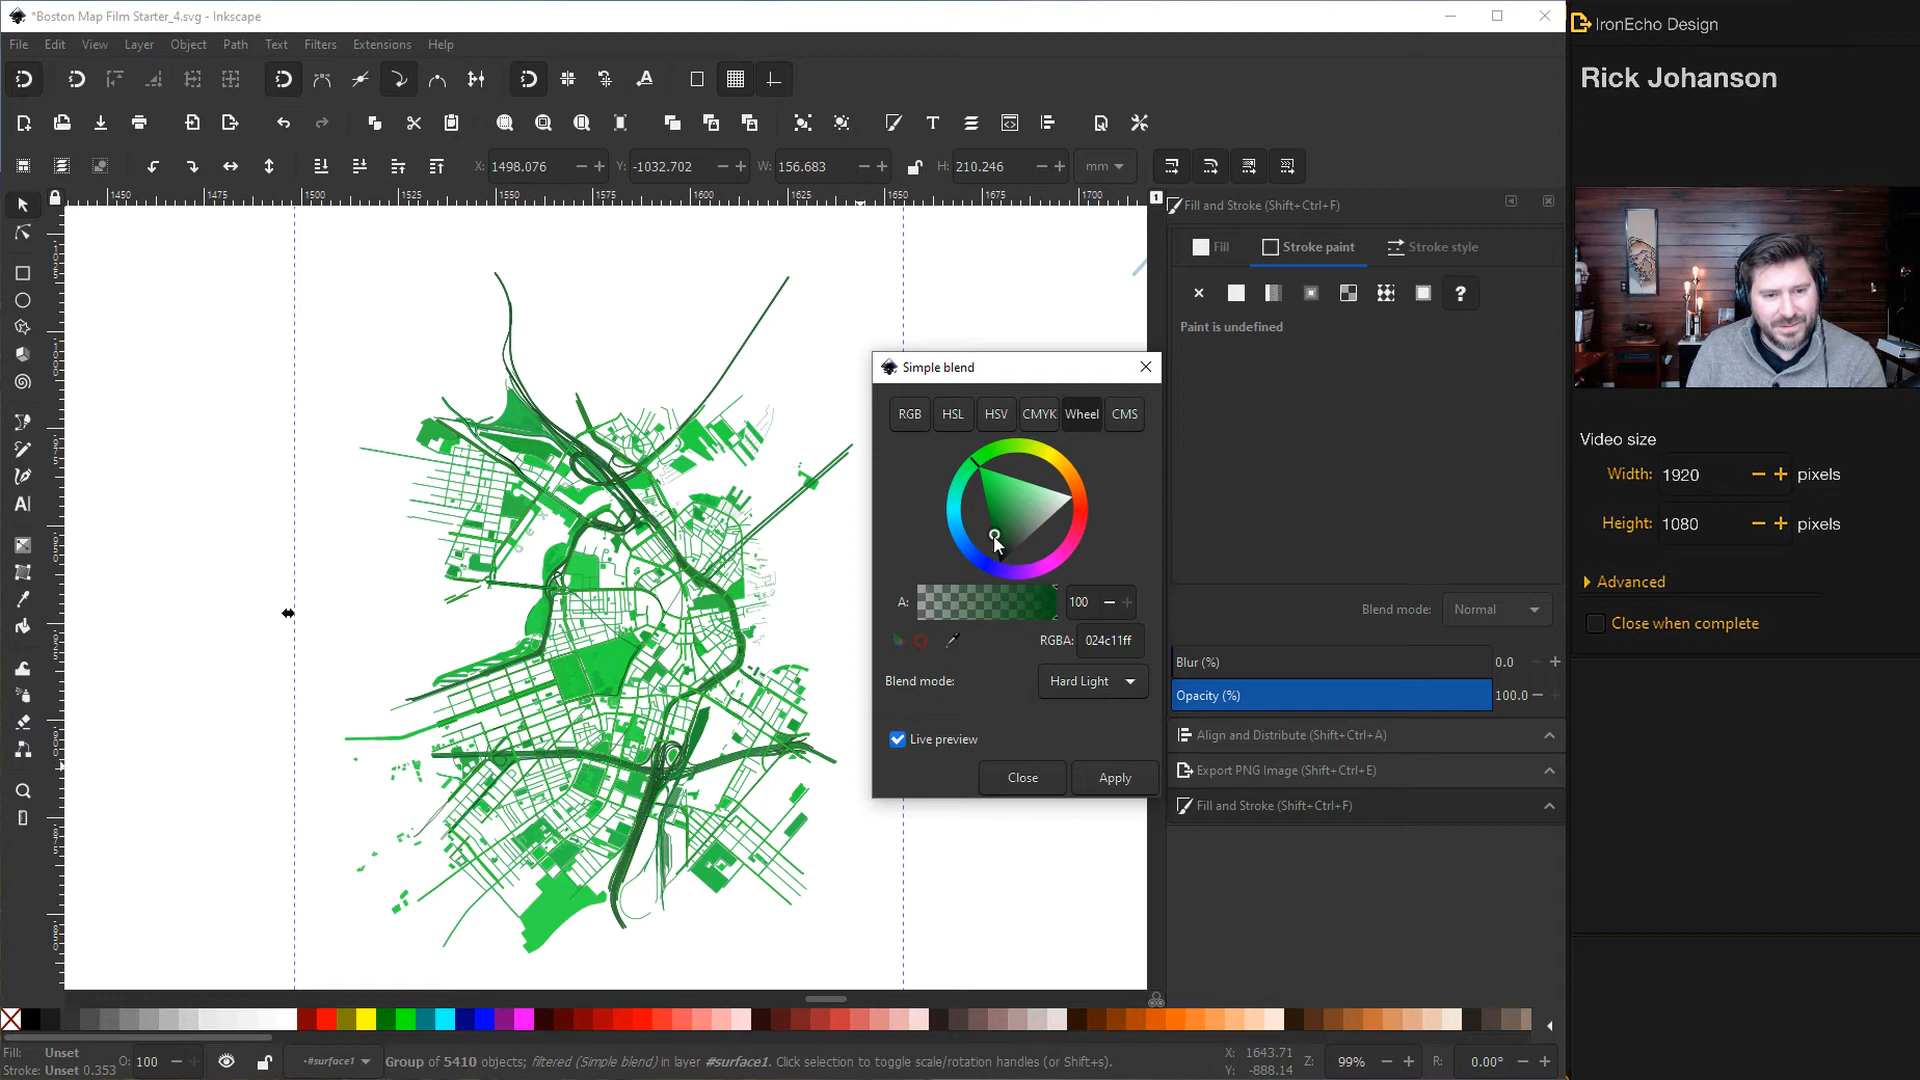 *Boston Map Film Starter_4.svg - Inkscape
File Edit View Layer Object Path Text Filters Extensions Help
X: 1498.076 Y: -1032.702 W: 156.683 H: 210.246 mm
1450 1475 1500 1525 1550 1575 1600 1625 1650 1675 1700
Fill and Stroke (Shift+Ctrl+F)
Fill Stroke paint Stroke style
?
Paint is undefined
Simple blend
RGB HSL HSV CMYK Wheel CMS
A: 100
RGBA: 024c11ff
Blend mode: Hard Light
Live preview
Close Apply
Blend mode: Normal
Blur (%) 0.0
Opacity (%) 100.0
Align and Distribute (Shift+Ctrl+A)
Export PNG Image (Shift+Ctrl+E)
Fill and Stroke (Shift+Ctrl+F)
Fill: Unset
Stroke: Unset 0.353
O: 100
#surface1
Group of 5410 objects; filtered (Simple blend) in layer #surface1. Click selection to toggle scale/rotation handles (or Shift+s).
X: 1643.71
Y: -888.14
Z: 99%
R: 0.00°
IronEcho Design
Rick Johanson
Video size
Width: 1920 pixels
Height: 1080 pixels
Advanced
Close when complete